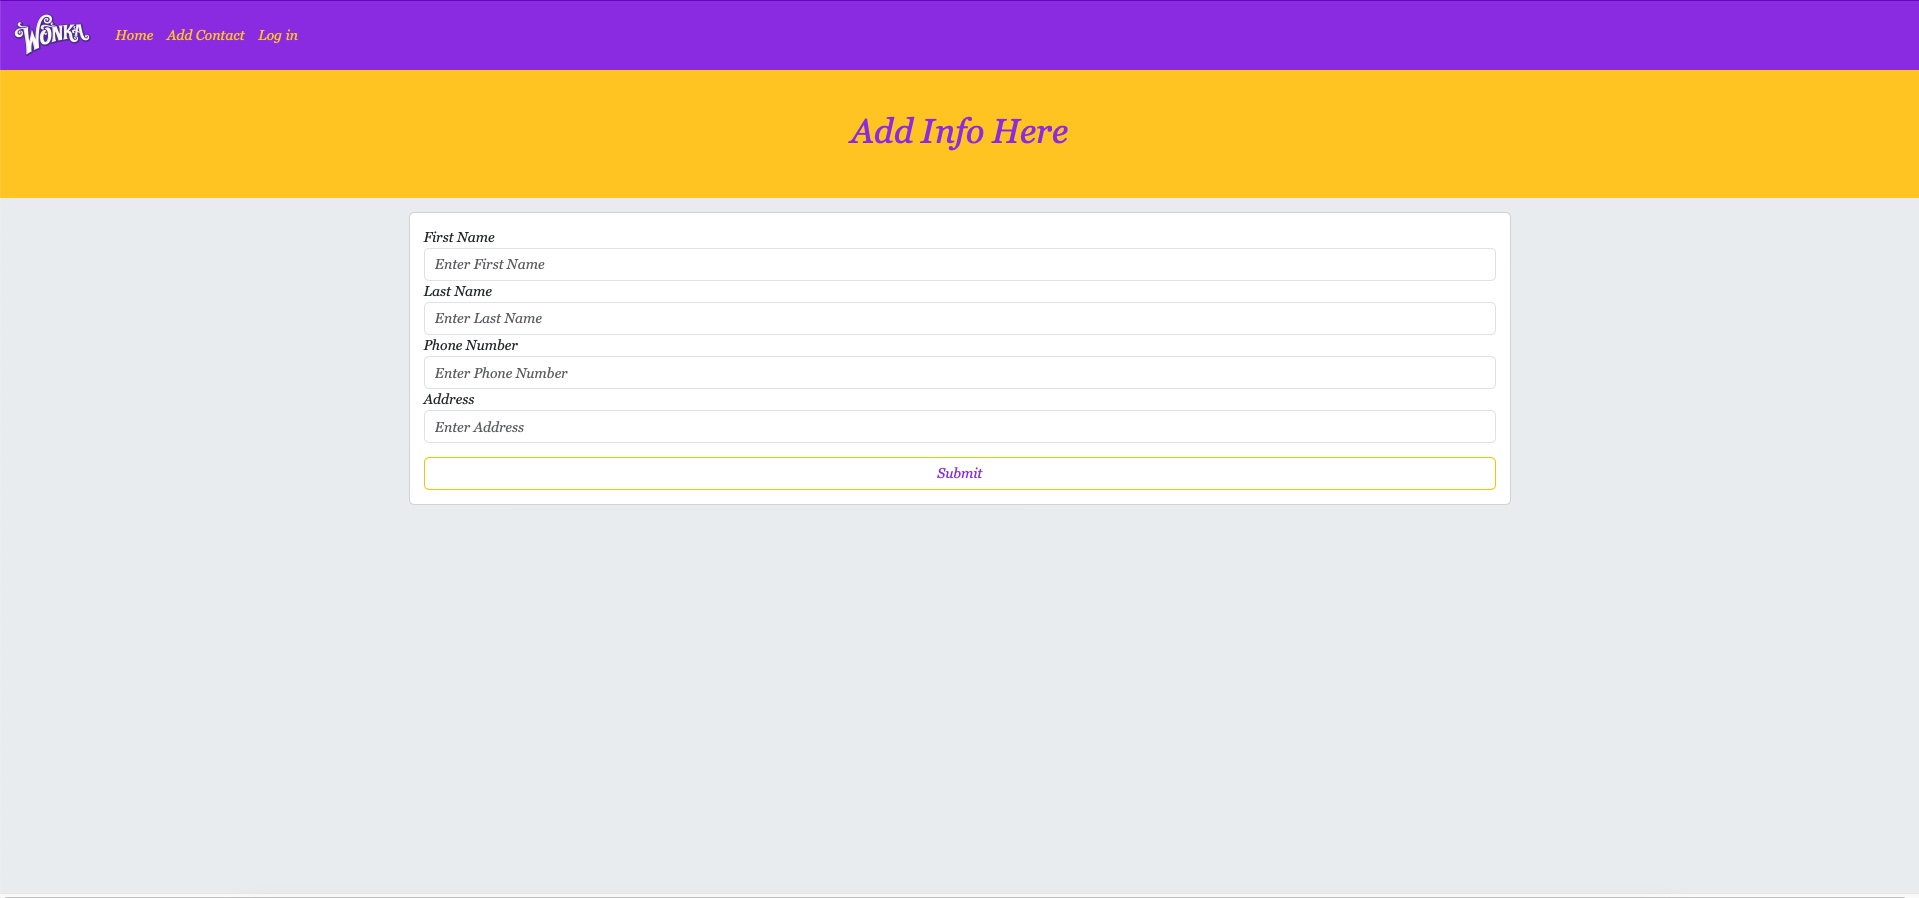 WONKA Home Add Contact Log in
Add Info Here
First Name
Enter First Name
Last Name
Enter Last Name
Phone Number
Enter Phone Number
Address
Enter Address
Submit